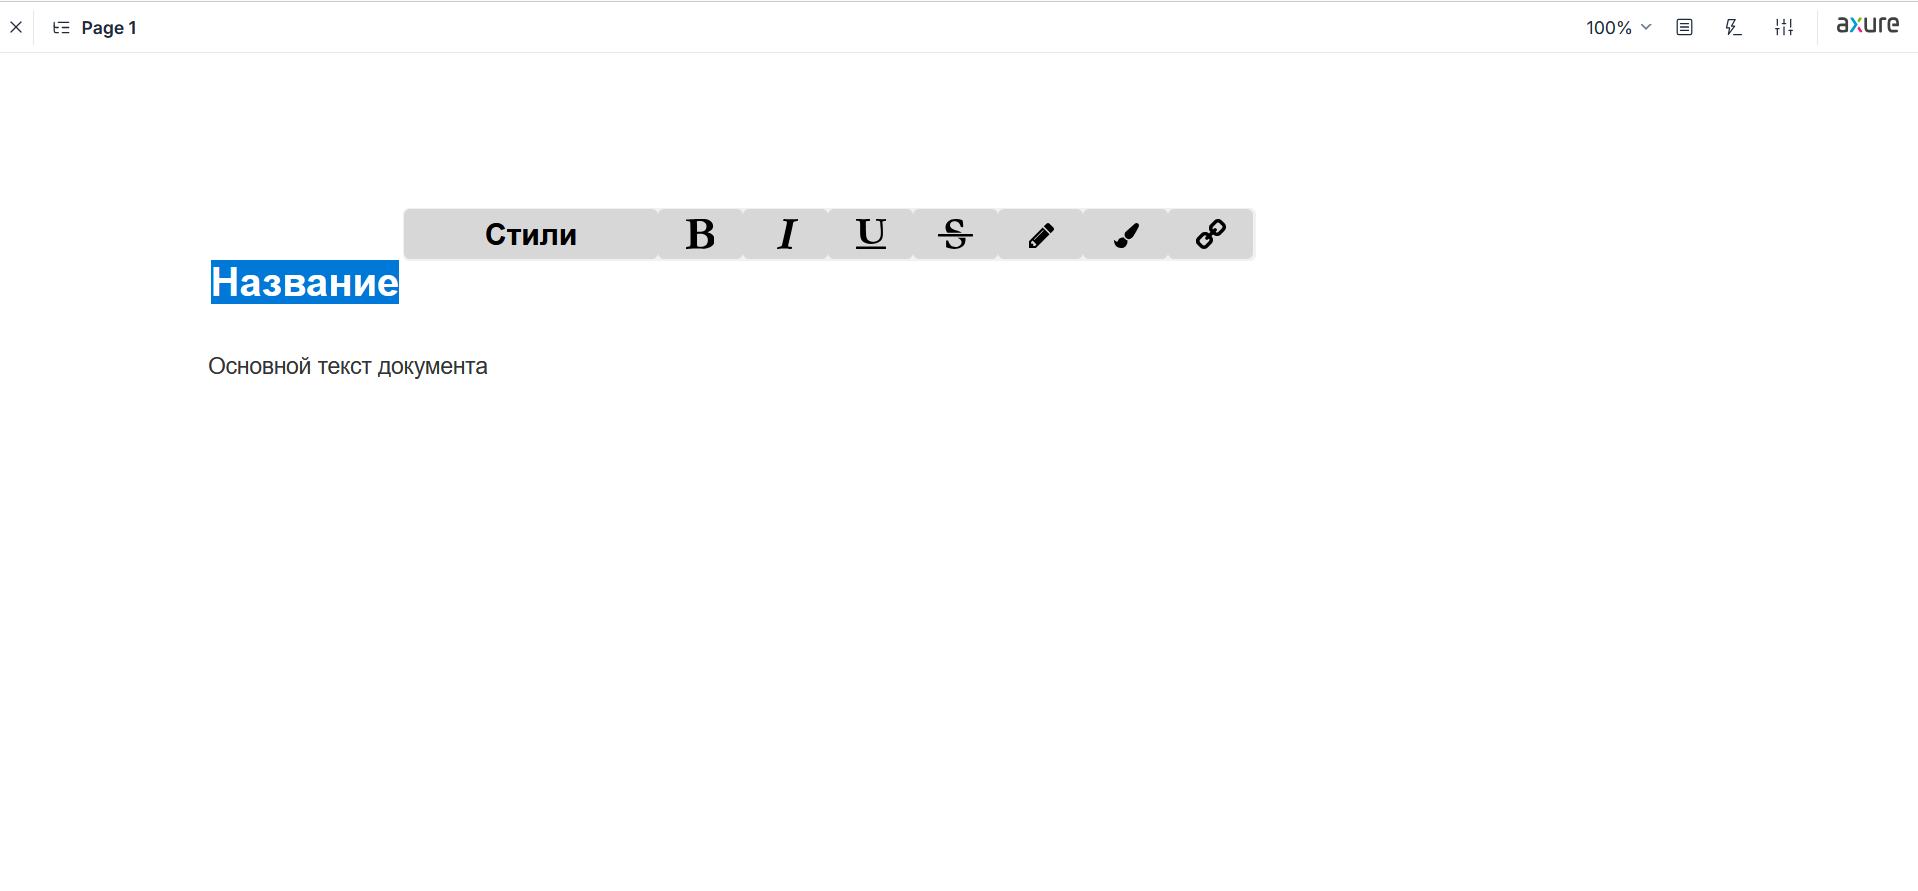 Page 1
100%
axure
Стили B I U S
Название
Основной текст документа